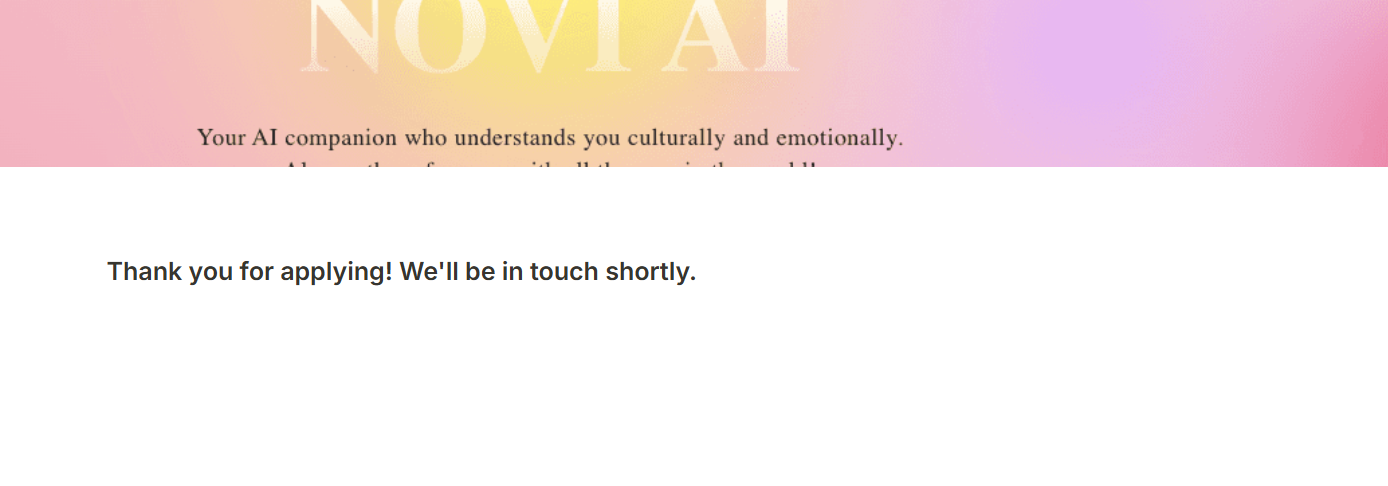 NOVI AI
Your AI companion who understands you culturally and emotionally.
Thank you for applying! We'll be in touch shortly.